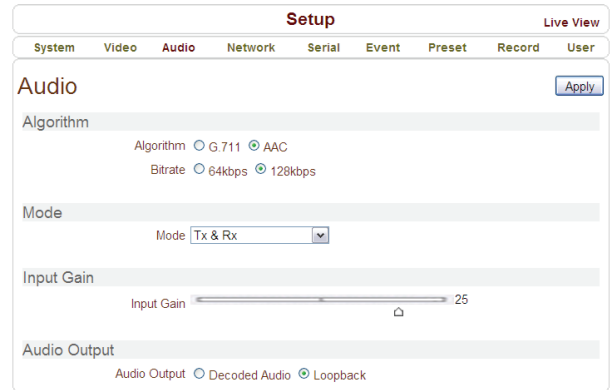 Setup
Live View
System Video Audio Network Serial Event Preset Record User
Audio
Apply
Algorithm
Algorithm G.711 AAC
Bitrate 64kbps 128kbps
Mode
Mode Tx & Rx
Input Gain
Input Gain 25
Audio Output
Audio Output Decoded Audio Loopback